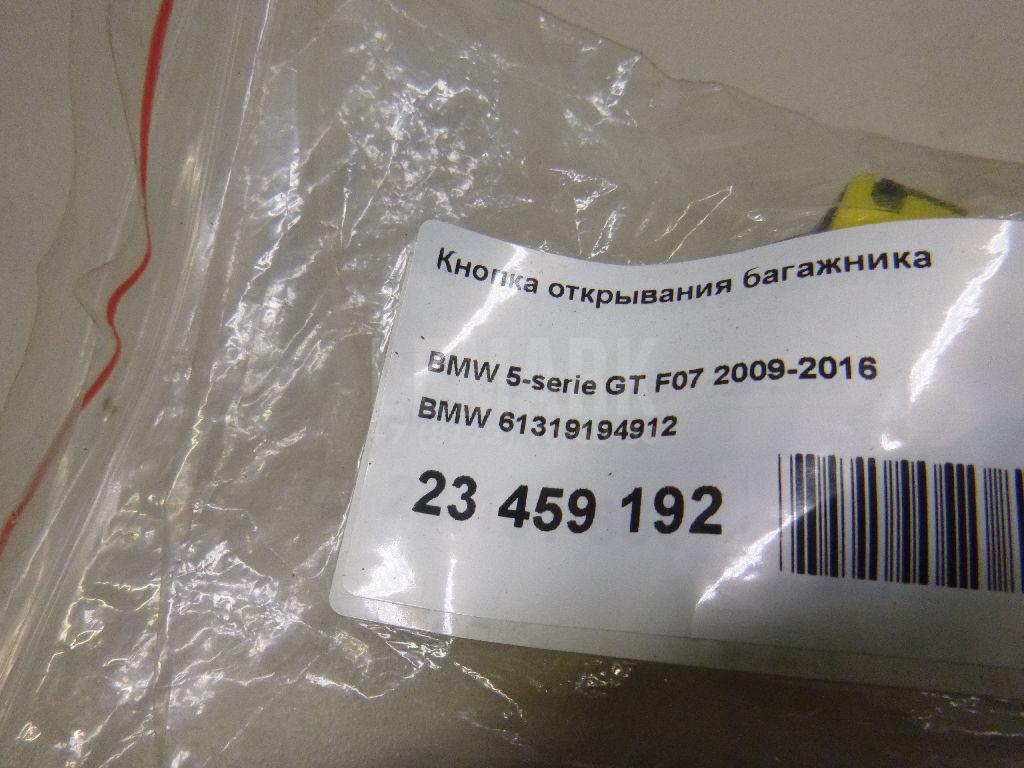 Кнопка открывания багажника
BMW 5-serie GT F07 2009-2016
BMW 61319194912
23 459 192